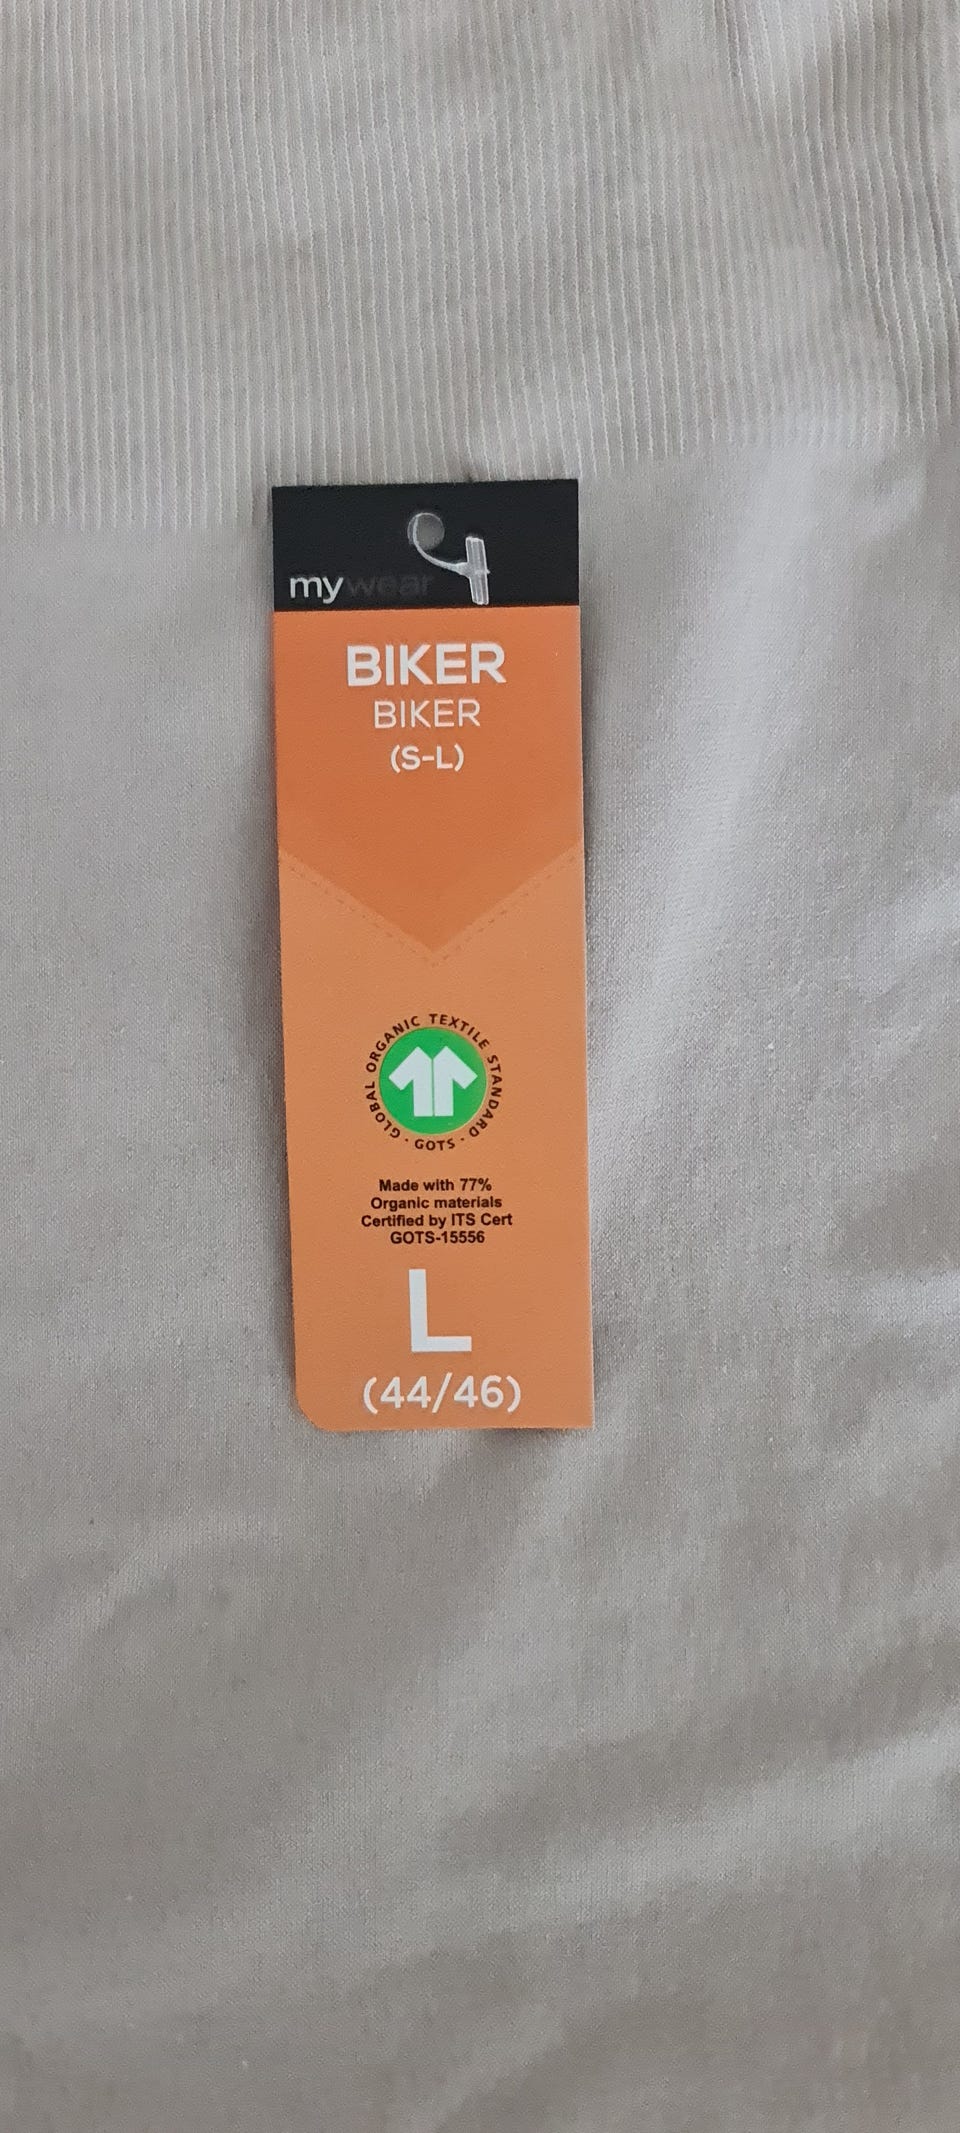 mywear
BIKER
BIKER
(S-L)
GLOBAL ORGANIC TEXTILE STANDARD · GOTS ·
Made with 77%
Organic materials
Certified by ITS Cert
GOTS-15556
L
(44/46)